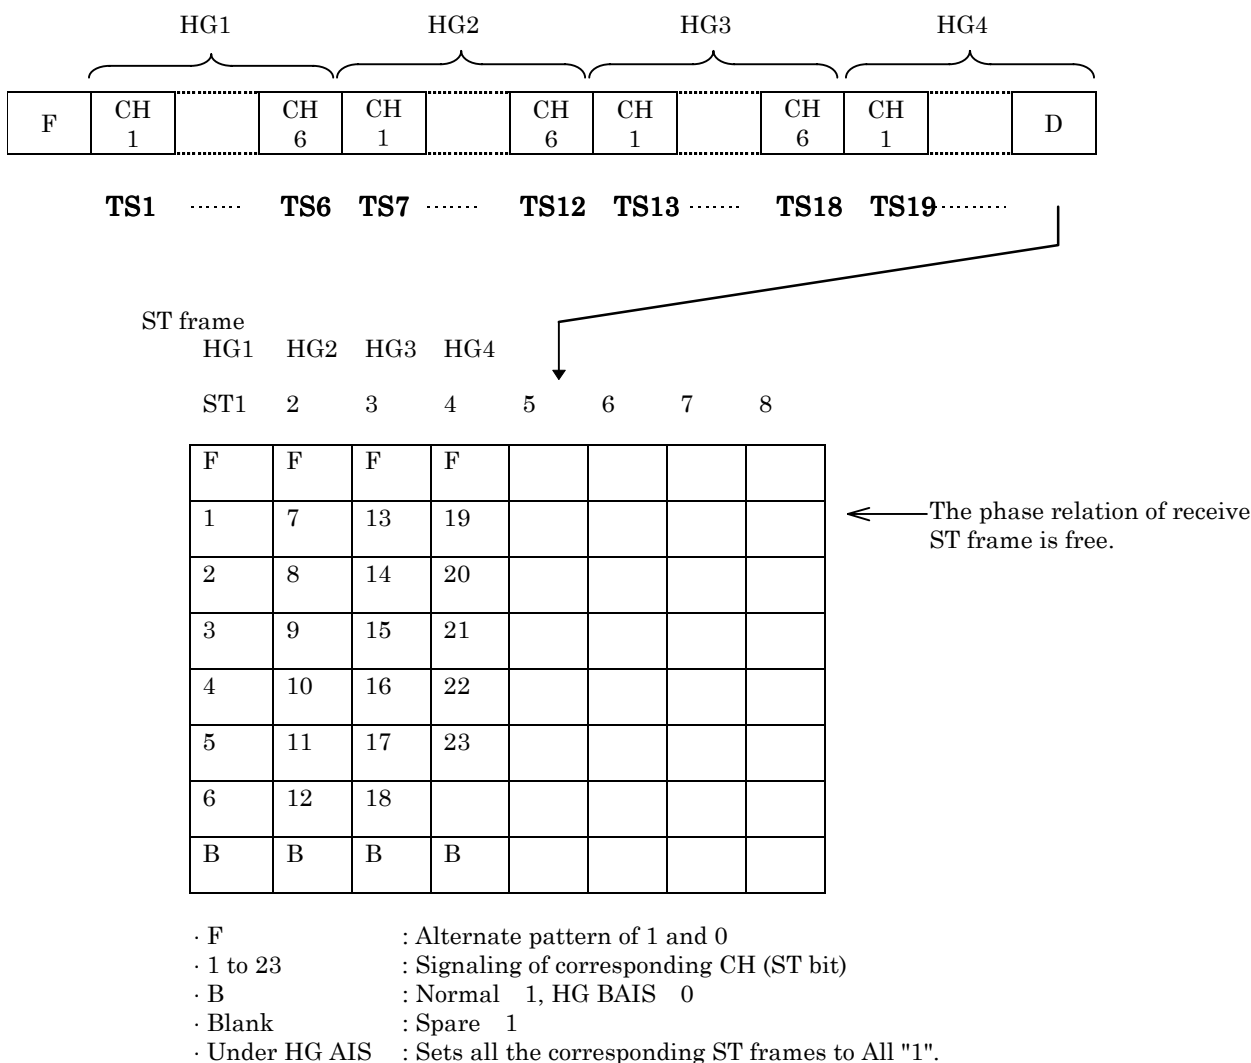 HG1 HG2 HG3 HG4
F CH 1 CH 6 CH 1 CH 6 CH 1 CH 6 CH 1 D
TS1 ······ TS6 TS7 ······ TS12 TS13 ······ TS18 TS19 ·······
ST frame
HG1 HG2 HG3 HG4
ST1 2 3 4 5 6 7 8
F F F F
1 7 13 19
The phase relation of receive
ST frame is free.
2 8 14 20
3 9 15 21
4 10 16 22
5 11 17 23
6 12 18
B B B B
· F : Alternate pattern of 1 and 0
· 1 to 23 : Signaling of corresponding CH (ST bit)
· B : Normal 1, HG BAIS 0
· Blank : Spare 1
· Under HG AIS : Sets all the corresponding ST frames to All "1".